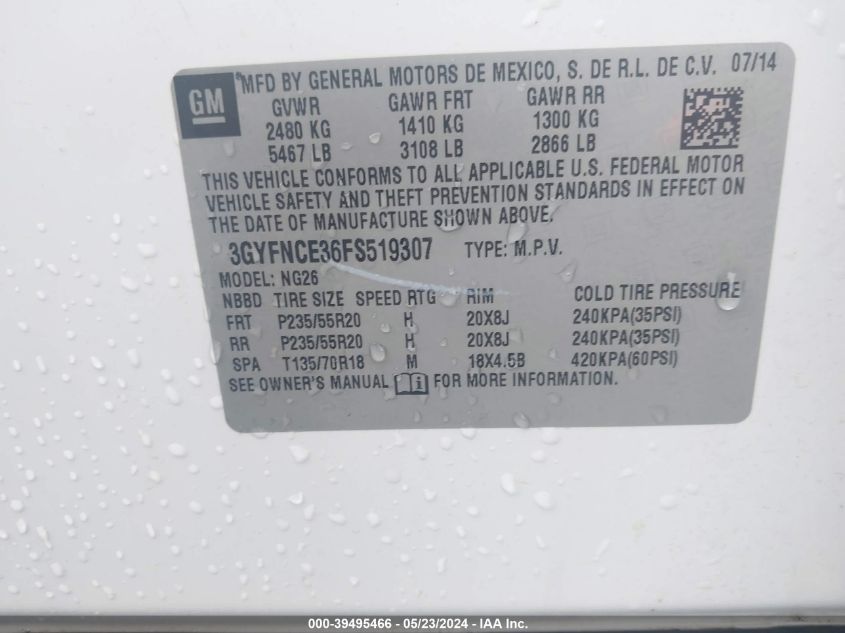 GM
*MFD BY GENERAL MOTORS DE MEXICO, S. DE R.L. DE C.V. 07/14
GVWR GAWR FRT GAWR RR
2480 KG 1410 KG 1300 KG
5467 LB 3108 LB 2866 LB
THIS VEHICLE CONFORMS TO ALL APPLICABLE U.S. FEDERAL MOTOR
VEHICLE SAFETY AND THEFT PREVENTION STANDARDS IN EFFECT ON
THE DATE OF MANUFACTURE SHOWN ABOVE.
3GYFNCE36FS519307 TYPE: M.P.V.
MODEL: NG26
NBBD TIRE SIZE SPEED RTG RIM COLD TIRE PRESSURE
FRT P235/55R20 H 20X8J 240KPA(35PSI)
RR P235/55R20 H 20X8J 240KPA(35PSI)
SPA T135/70R18 M 18X4.5B 420KPA(60PSI)
SEE OWNER'S MANUAL FOR MORE INFORMATION.
000-39495466 - 05/23/2024 - IAA Inc.